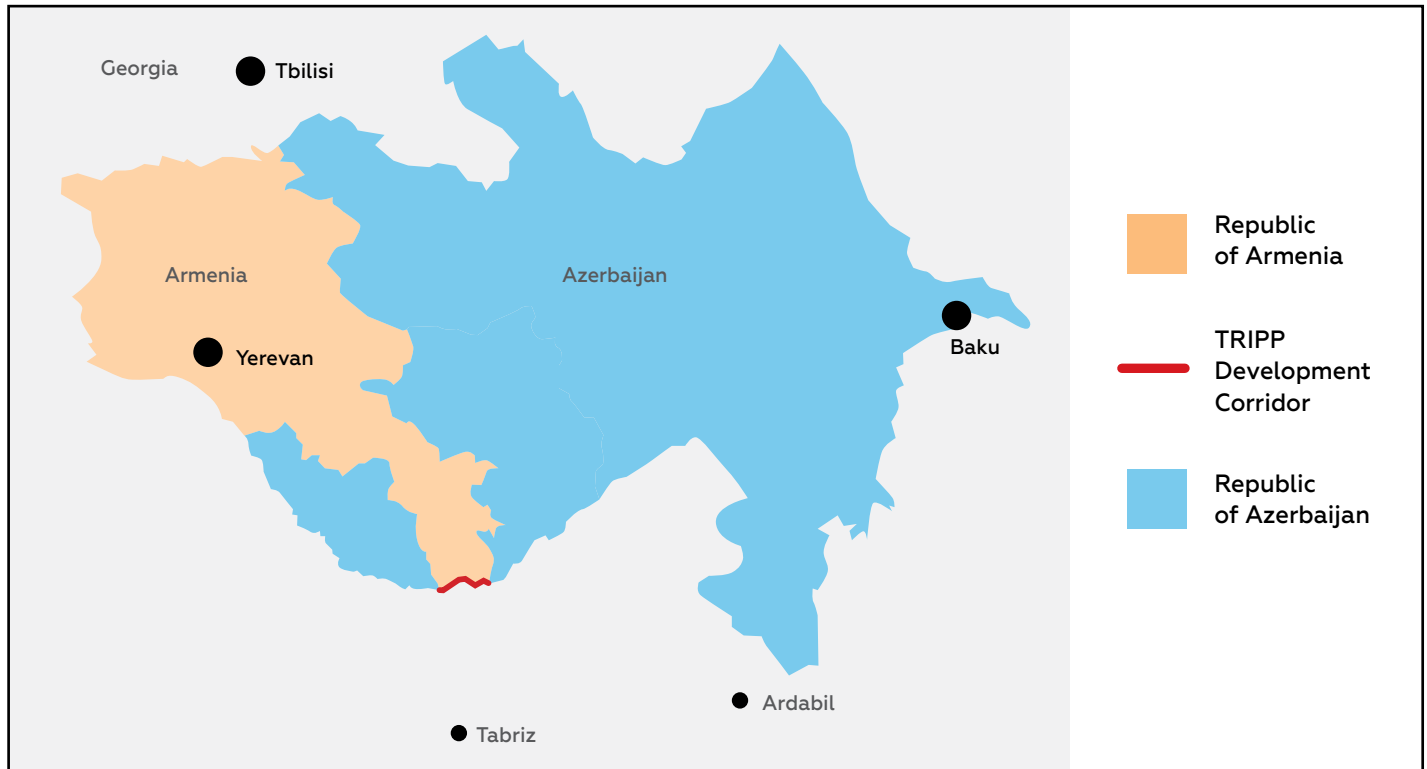 Georgia
Tbilisi
Armenia
Azerbaijan
Yerevan
Baku
Ardabil
Tabriz
Republic
of Armenia
TRIPP
Development
Corridor
Republic
of Azerbaijan